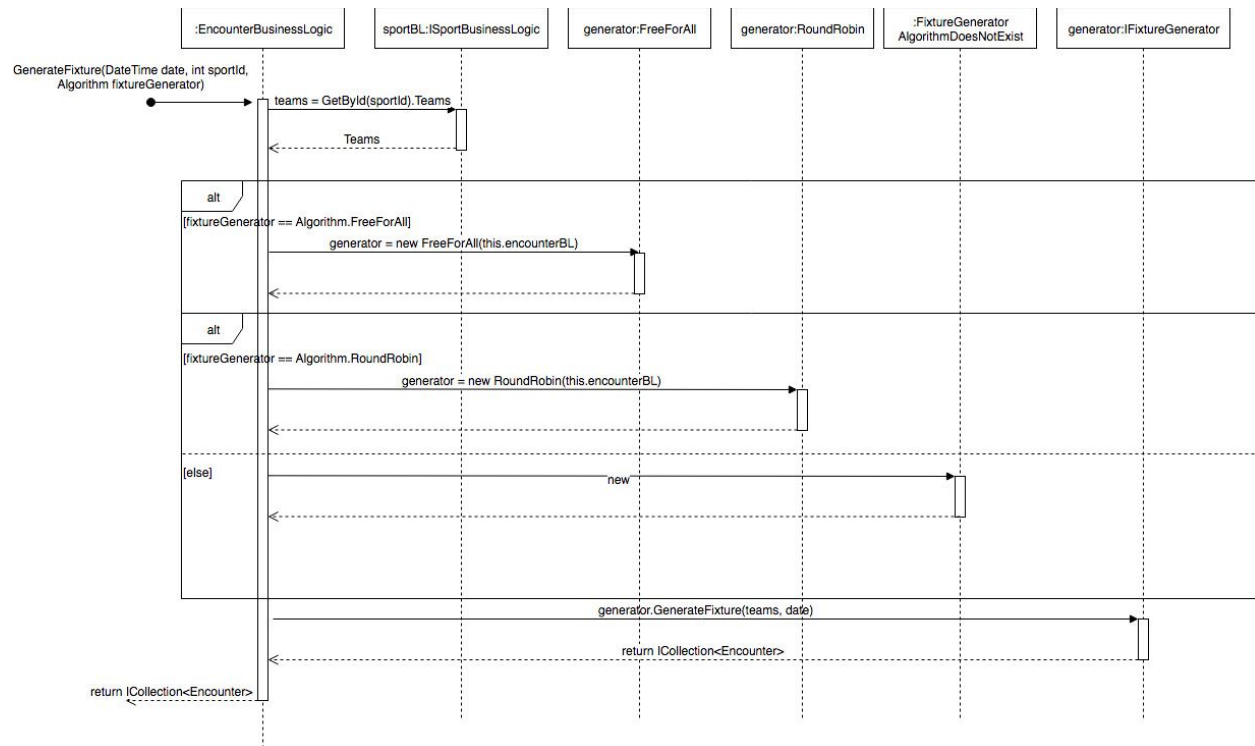 :EncounterBusinessLogic
sportBL:ISportBusinessLogic
generator:FreeForAll
generator:RoundRobin
:FixtureGenerator
AlgorithmDoesNotExist
generator:IFixtureGenerator
GenerateFixture(DateTime date, int sportId,
Algorithm fixtureGenerator)
teams = GetById(sportId).Teams
Teams
alt
[fixtureGenerator == Algorithm.FreeForAll]
generator = new FreeForAll(this.encounterBL)
alt
[fixtureGenerator == Algorithm.RoundRobin]
generator = new RoundRobin(this.encounterBL)
[else]
new
generator.GenerateFixture(teams, date)
return ICollection<Encounter>
return ICollection<Encounter>